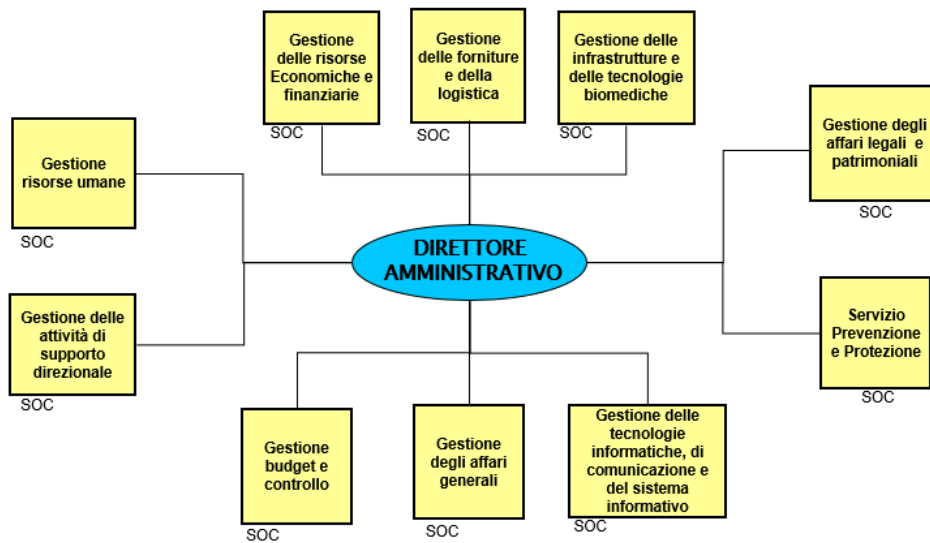 Gestione
delle risorse
Economiche e
finanziarie
SOC
Gestione
delle forniture
e della
logistica
SOC
Gestione delle
infrastrutture e
delle tecnologie
biomediche
SOC
Gestione
risorse umane
SOC
Gestione degli
affari legali e
patrimoniali
SOC
DIRETTORE
AMMINISTRATIVO
Gestione delle
attività di
supporto
direzionale
SOC
Servizio
Prevenzione
e Protezione
SOC
Gestione
budget e
controllo
SOC
Gestione
degli affari
generali
SOC
Gestione delle
tecnologie
informatiche, di
comunicazione e
del sistema
informativo
SOC